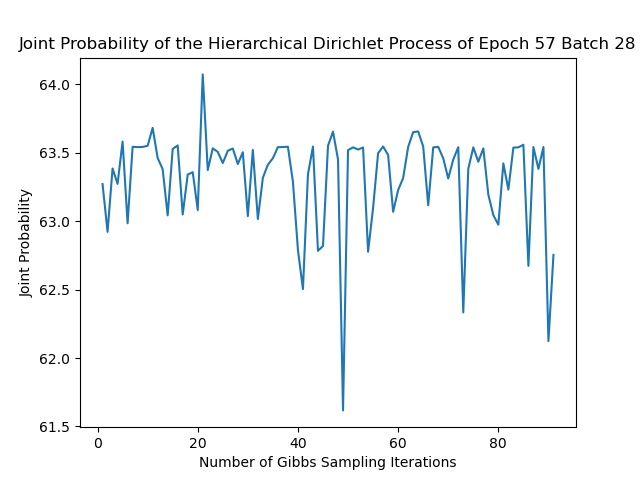 Joint Probability of the Hierarchical Dirichlet Process of Epoch 57 Batch 28
64.0
63.5
63.0
62.5
62.0
61.5
Joint Probability
0 20 40 60 80
Number of Gibbs Sampling Iterations